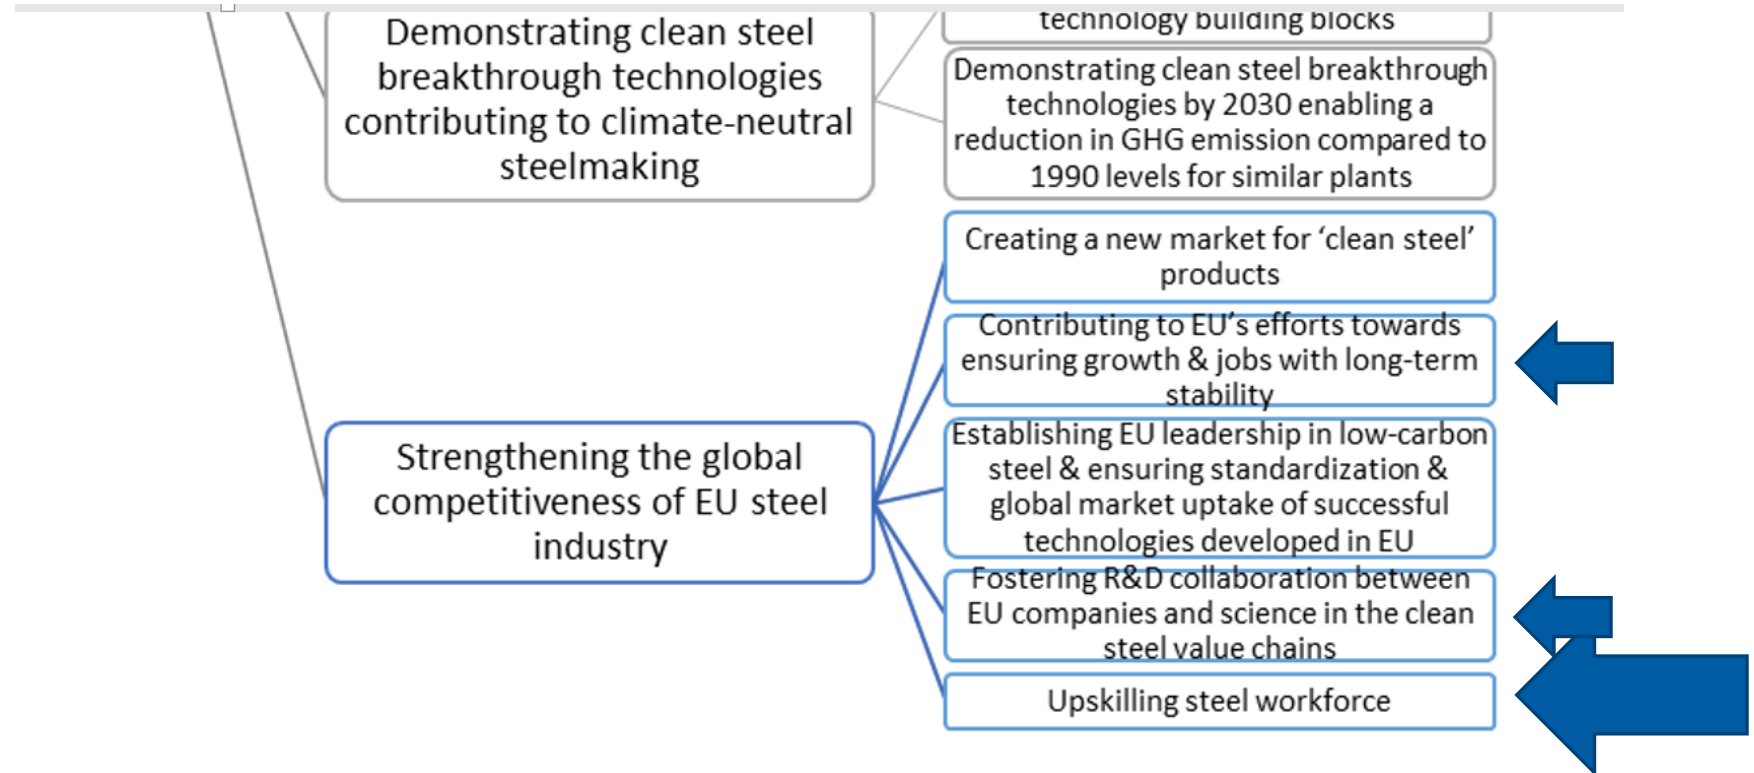 Demonstrating clean steel
breakthrough technologies
contributing to climate-neutral
steelmaking
technology building blocks
Demonstrating clean steel breakthrough
technologies by 2030 enabling a
reduction in GHG emission compared to
1990 levels for similar plants
Strengthening the global
competitiveness of EU steel
industry
Creating a new market for ‘clean steel’
products
Contributing to EU’s efforts towards
ensuring growth & jobs with long-term
stability
Establishing EU leadership in low-carbon
steel & ensuring standardization &
global market uptake of successful
technologies developed in EU
Fostering R&D collaboration between
EU companies and science in the clean
steel value chains
Upskilling steel workforce